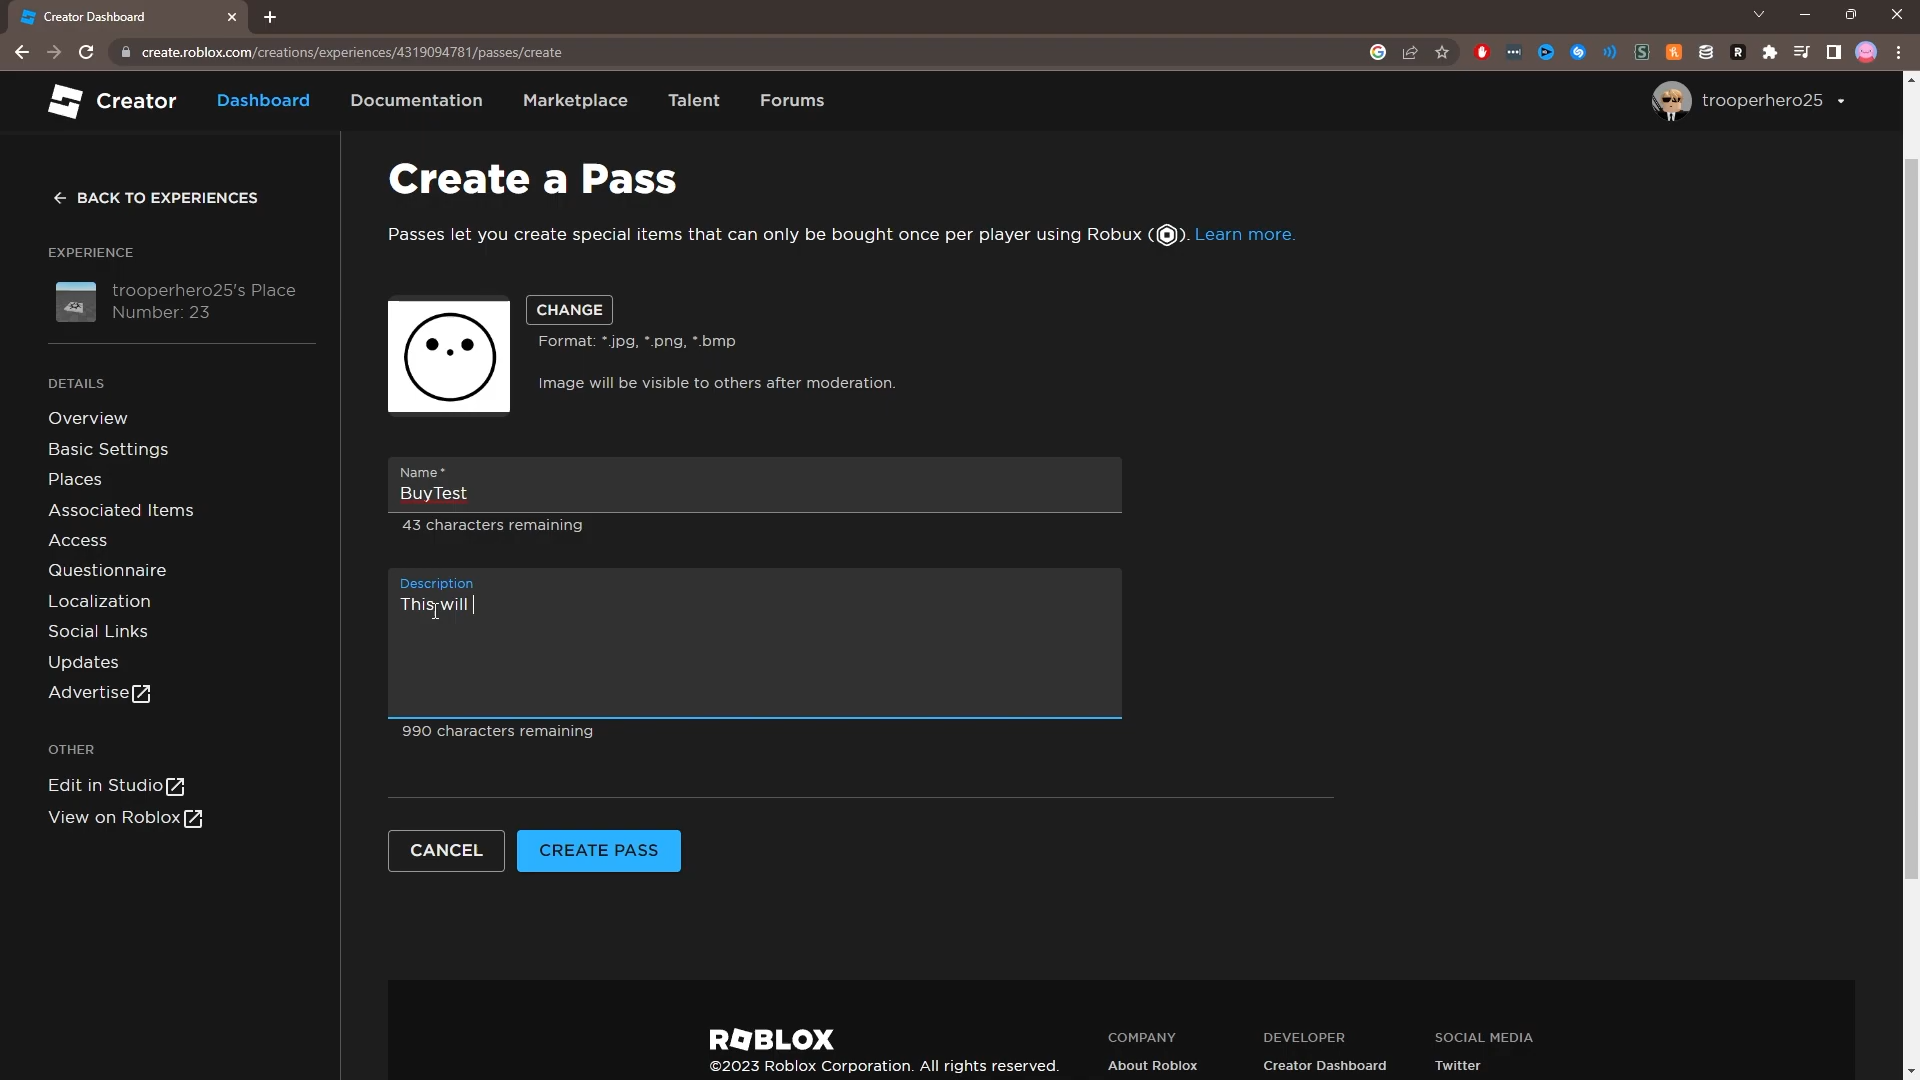 Creator Dashboard
create.roblox.com/creations/experiences/4319094781/passes/create
Creator
Dashboard
Documentation
Marketplace
Talent
Forums
trooperhero25
BACK TO EXPERIENCES
EXPERIENCE
trooperhero25's Place
Number: 23
DETAILS
Overview
Basic Settings
Places
Associated Items
Access
Questionnaire
Localization
Social Links
Updates
Advertise
OTHER
Edit in Studio
View on Roblox
Create a Pass
Passes let you create special items that can only be bought once per player using Robux ( ). Learn more.
CHANGE
Format: *.jpg, *.png, *.bmp
Image will be visible to others after moderation.
Name *
BuyTest
43 characters remaining
Description
This will
990 characters remaining
CANCEL
CREATE PASS
ROBLOX
©2023 Roblox Corporation. All rights reserved.
COMPANY
About Roblox
DEVELOPER
Creator Dashboard
SOCIAL MEDIA
Twitter